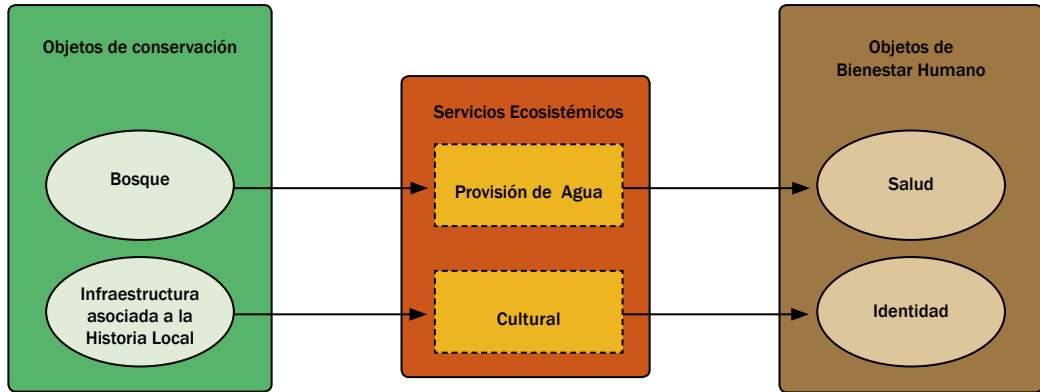 Objetos de conservación
Bosque
Infraestructura
asociada a la
Historia Local
Servicios Ecosistémicos
Provisión de Agua
Cultural
Objetos de
Bienestar Humano
Salud
Identidad